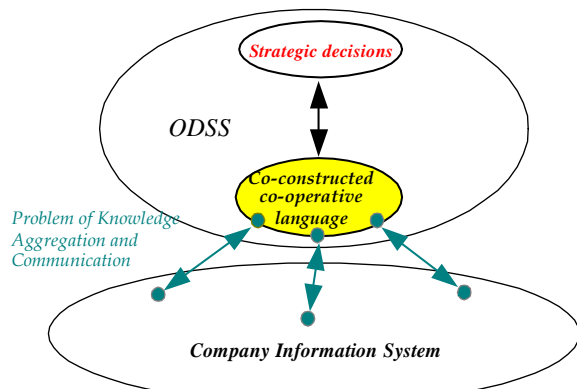 Strategic decisions
ODSS
Co-constructed
co-operative
language
Problem of Knowledge
Aggregation and
Communication
Company Information System